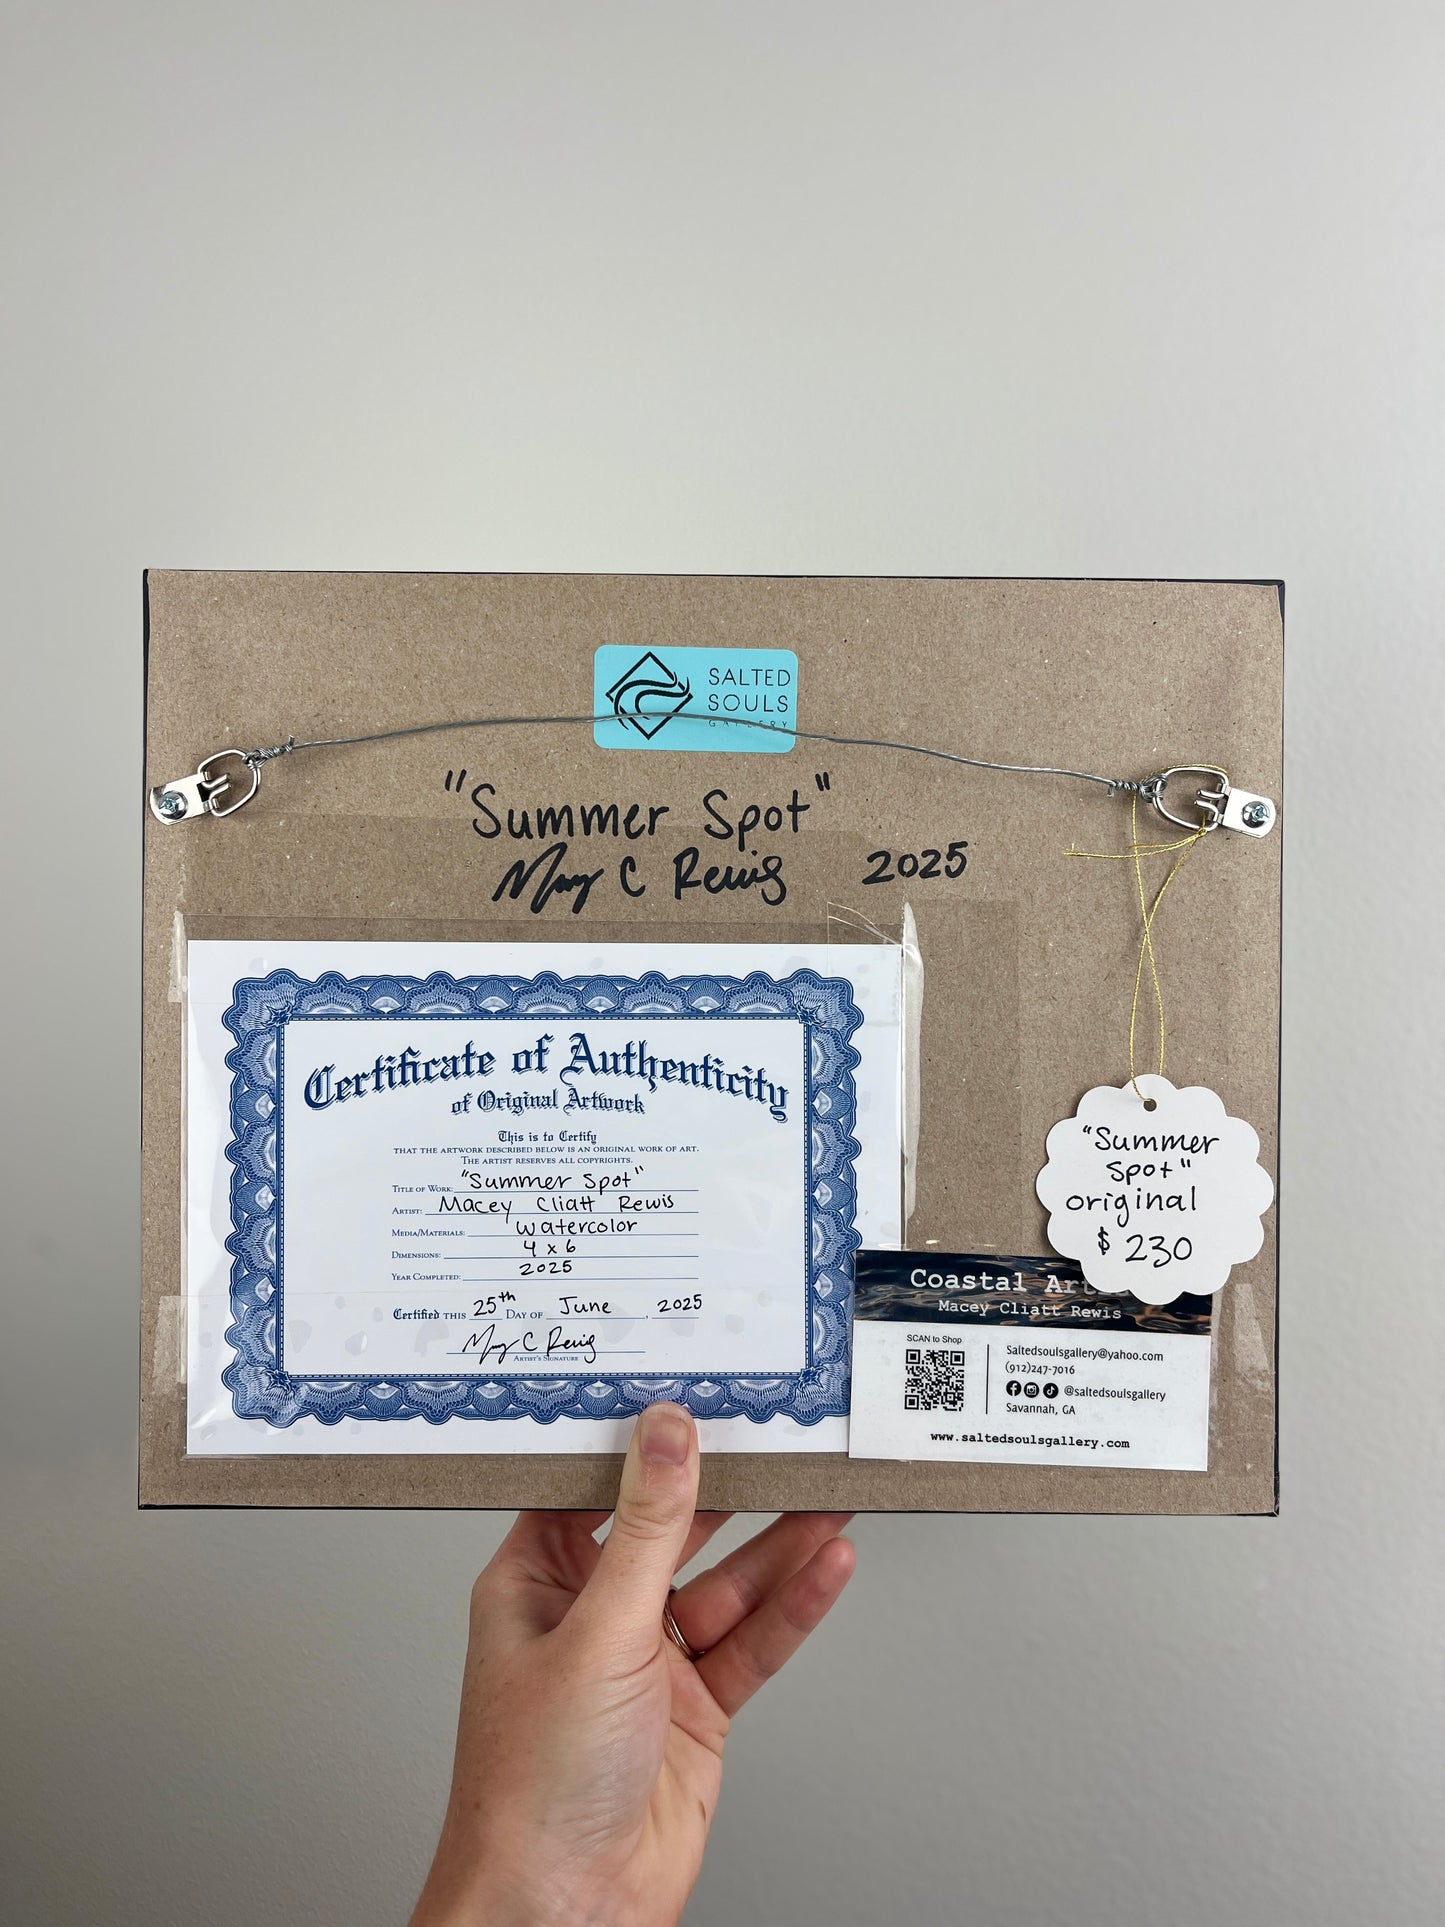 SALTED
SOULS
GALLERY
"Summer Spot"
Macey C Rewis 2025
Certificate of Authenticity
of Original Artwork
This is to Certify
THAT THE ARTWORK DESCRIBED BELOW IS AN ORIGINAL WORK OF ART.
THE ARTIST RESERVES ALL COPYRIGHTS.
TITLE OF WORK: "Summer Spot"
ARTIST: Macey Cliatt Rewis
MEDIA/MATERIALS: watercolor
DIMENSIONS: 4 x 6
YEAR COMPLETED: 2025
Certified THIS 25th DAY OF June, 2025
Macey C Rewis
ARTIST'S SIGNATURE
"Summer
Spot"
original
$ 230
Coastal
Macey Cliatt Rewis
SCAN to Shop
Saltedsoulsgallery@yahoo.com
(912)247-7016
@saltedsoulsgallery
Savannah, GA
www.saltedsoulsgallery.com